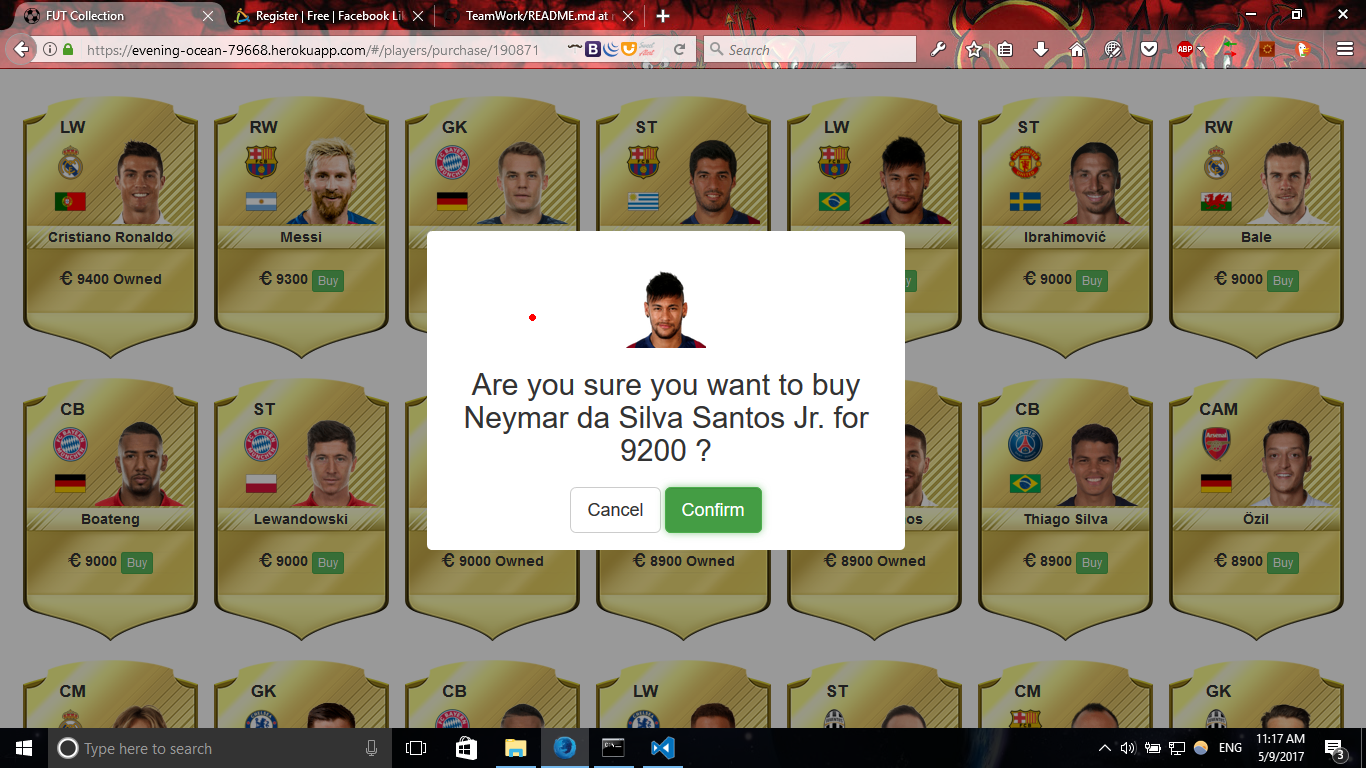 FUT Collection
Register | Free | Facebook Li
TeamWork/README.md at
https://evening-ocean-79668.herokuapp.com/#/players/purchase/190871
Search
ABP
LW
RW
GK
ST
LW
ST
RW
Cristiano Ronaldo
Messi
Ibrahimović
Bale
€ 9400 Owned
€ 9300 Buy
€ 9000 Buy
€ 9000 Buy
Are you sure you want to buy
Neymar da Silva Santos Jr. for
9200 ?
Cancel
Confirm
CB
ST
CB
CAM
Boateng
Lewandowski
os
Thiago Silva
Özil
€ 9000 Buy
€ 9000 Buy
€ 9000 Owned
€ 8900 Owned
€ 8900 Owned
€ 8900 Buy
€ 8900 Buy
CM
GK
CB
LW
ST
CM
GK
Type here to search
ENG
11:17 AM
5/9/2017
3